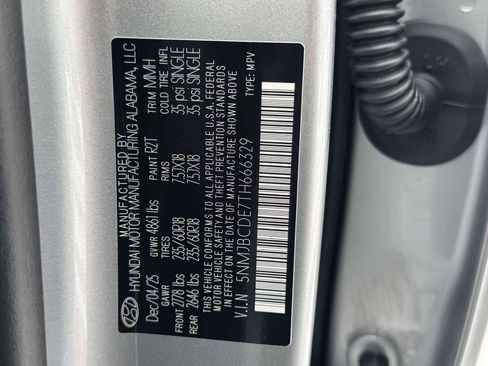 MANUFACTURED BY
HYUNDAI MOTOR MANUFACTURING ALABAMA, LLC
Dec/04/25 GVWR 4861 lbs PAINT R2T TRIM MMH
GAWR TIRES RIMS COLD TIRE INFL
FRONT 2778 lbs 235/60R18 7.5JX18 35 psi SINGLE
REAR 2646 lbs 235/60R18 7.5JX18 35 psi SINGLE
THIS VEHICLE CONFORMS TO ALL APPLICABLE U.S.A. FEDERAL
MOTOR VEHICLE SAFETY STANDARDS
IN EFFECT ON THE DATE OF MANUFACTURE SHOWN ABOVE
V.I.N 5NMJBCDE7TH666329 TYPE: MPV